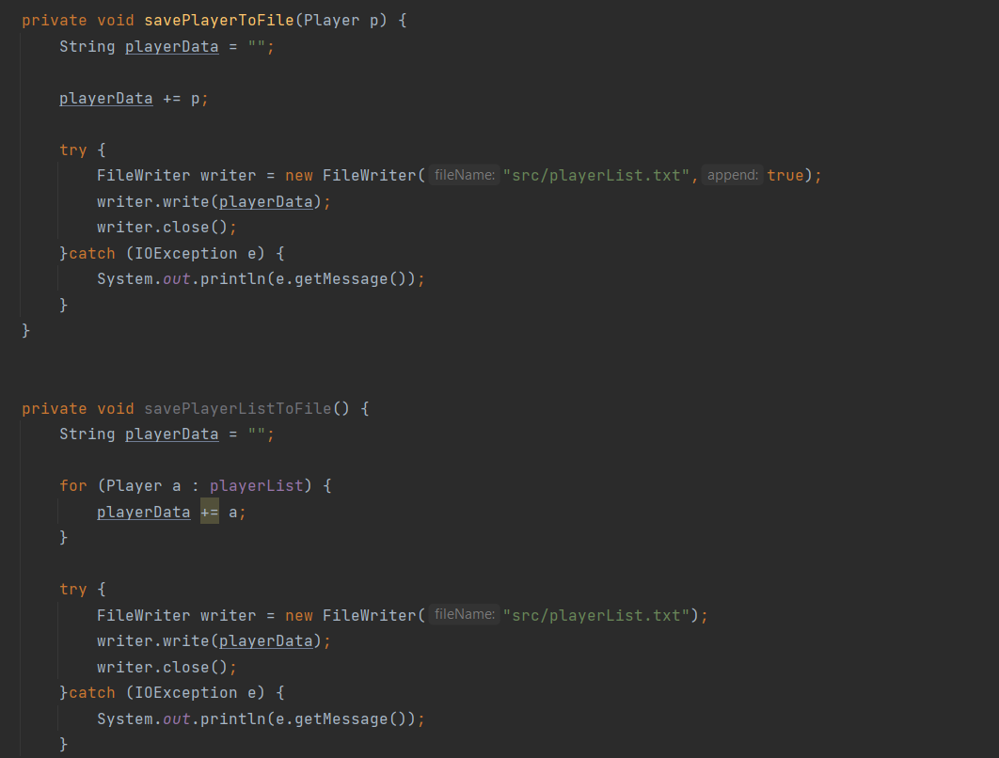 private void savePlayerToFile(Player p) {
    String playerData = "";

    playerData += p;

    try {
        FileWriter writer = new FileWriter( fileName: "src/playerList.txt", append: true);
        writer.write(playerData);
        writer.close();
    }catch (IOException e) {
        System.out.println(e.getMessage());
    }
}


private void savePlayerListToFile() {
    String playerData = "";

    for (Player a : playerList) {
        playerData += a;
    }

    try {
        FileWriter writer = new FileWriter( fileName: "src/playerList.txt");
        writer.write(playerData);
        writer.close();
    }catch (IOException e) {
        System.out.println(e.getMessage());
    }